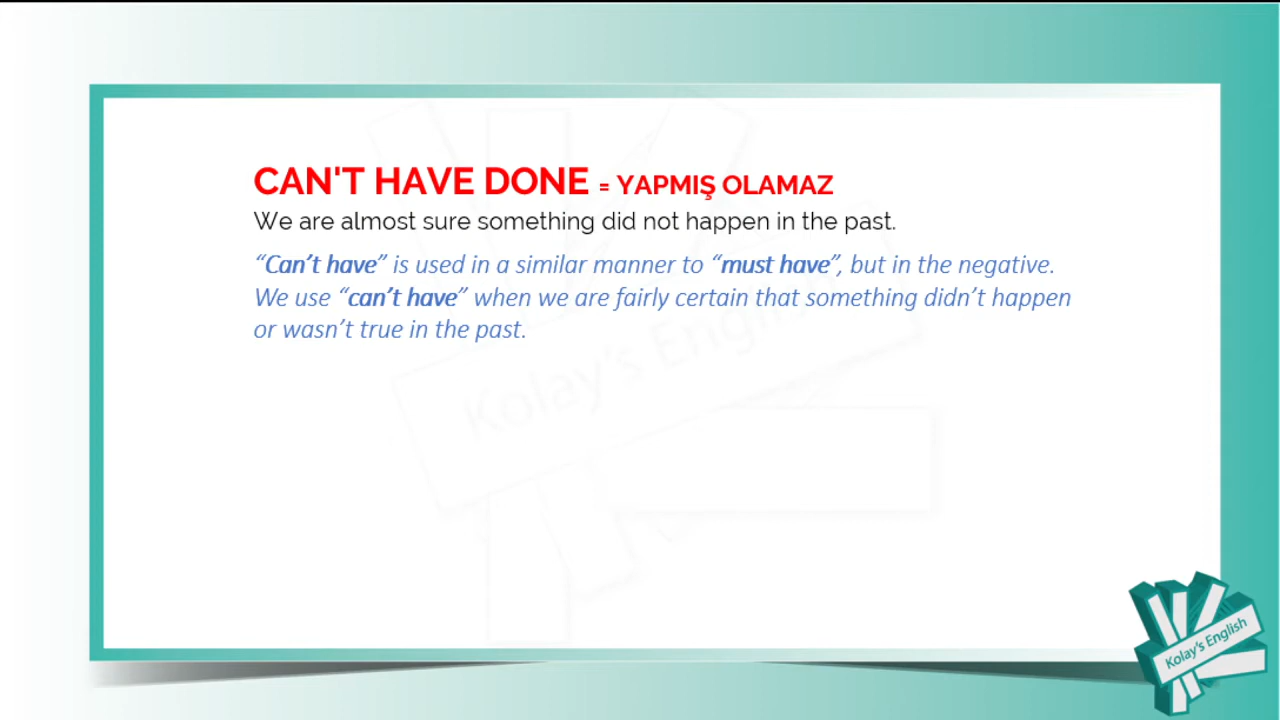 CAN'T HAVE DONE = YAPMIŞ OLAMAZ
We are almost sure something did not happen in the past.
“Can’t have” is used in a similar manner to “must have”, but in the negative.
We use “can’t have” when we are fairly certain that something didn’t happen
or wasn’t true in the past.
Kolay’s English
Kolay’s English